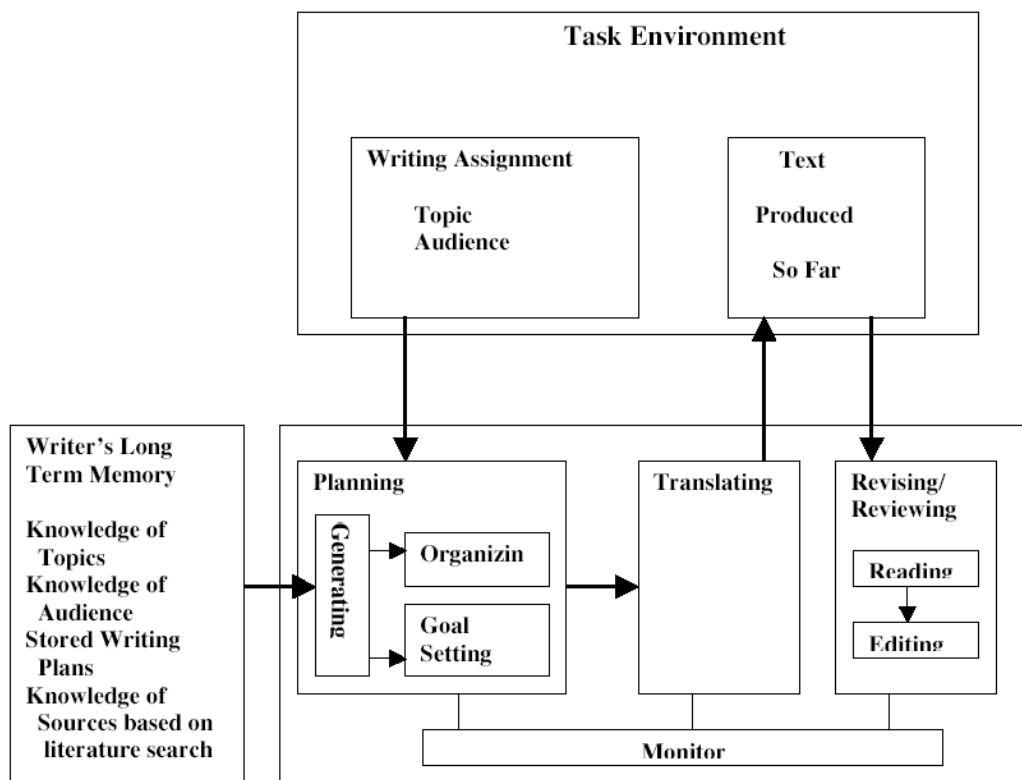 Task Environment
Writing Assignment
Topic
Audience
Text
Produced
So Far
Writer's Long
Term Memory
Knowledge of
Topics
Knowledge of
Audience
Stored Writing
Plans
Knowledge of
Sources based on
literature search
Planning
Generating
Organizin
Goal
Setting
Translating
Revising/
Reviewing
Reading
Editing
Monitor